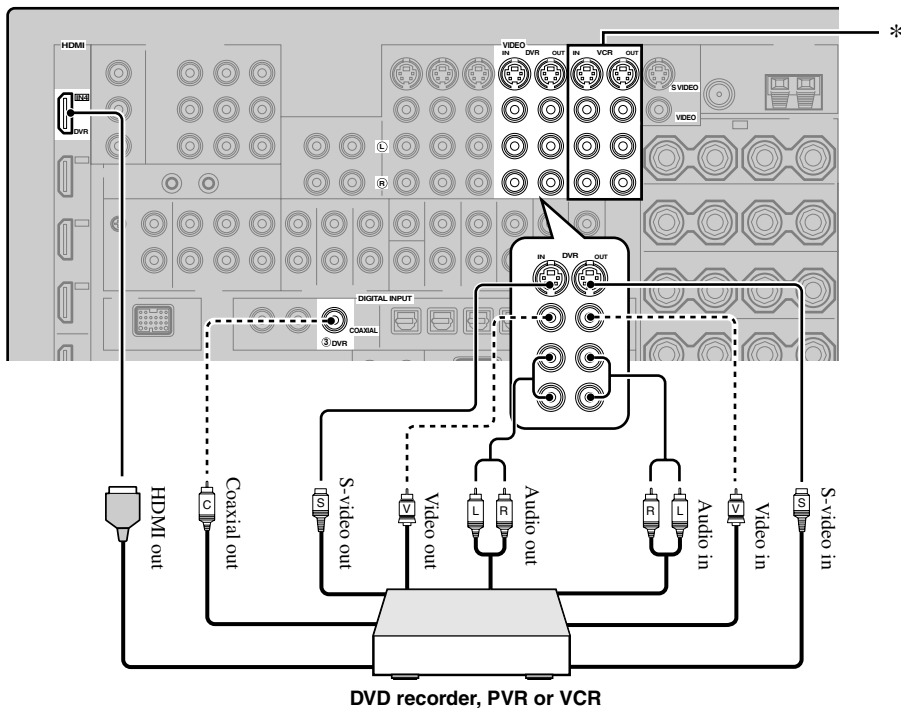 *
HDMI
VIDEO
IN DVR OUT
IN VCR OUT
S VIDEO
VIDEO
IN4
DVR
L
R
IN DVR OUT
DIGITAL INPUT
COAXIAL
③ DVR
HDMI out
C
Coaxial out
S
S-video out
V
Video out
L
R
Audio out
R
L
Audio in
V
Video in
S
S-video in
DVD recorder, PVR or VCR